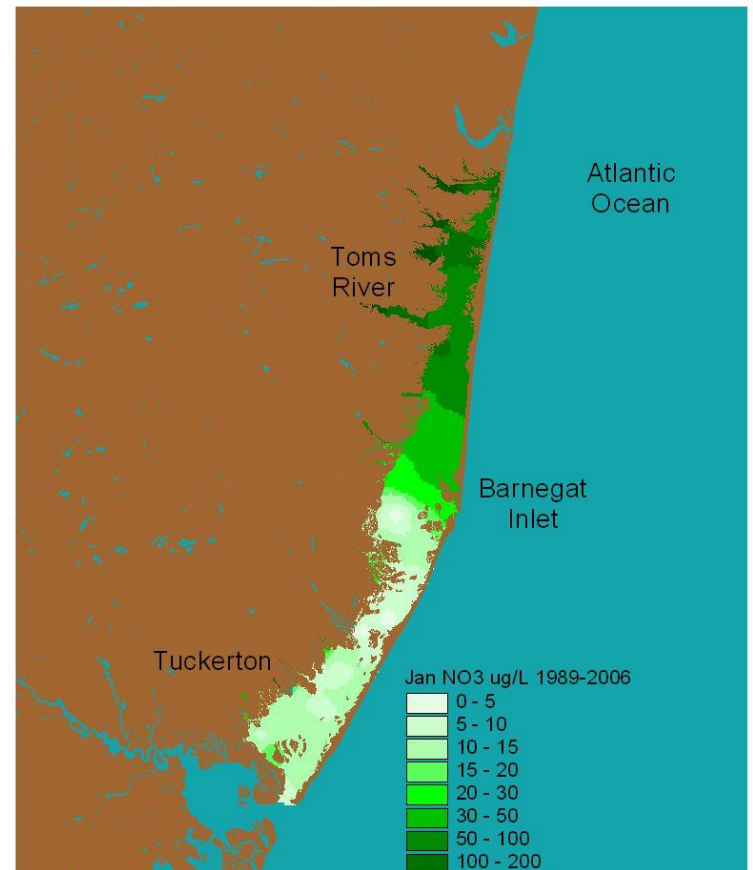 Atlantic
Ocean
Toms
River
Barnegat
Inlet
Tuckerton
Jan NO3 ug/L 1989-2006
0 - 5
5 - 10
10 - 15
15 - 20
20 - 30
30 - 50
50 - 100
100 - 200